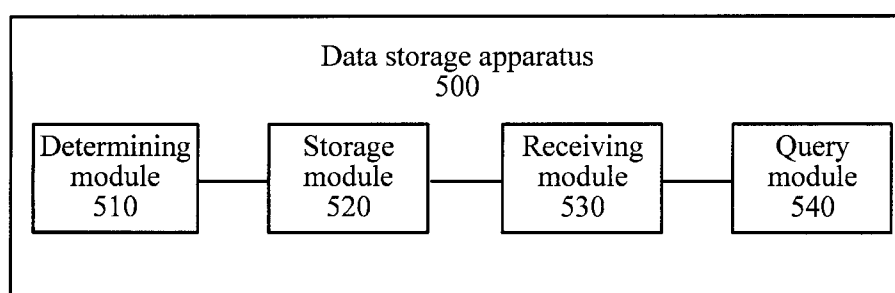 Data storage apparatus
500
Determining
module
510
Storage
module
520
Receiving
module
530
Query
module
540